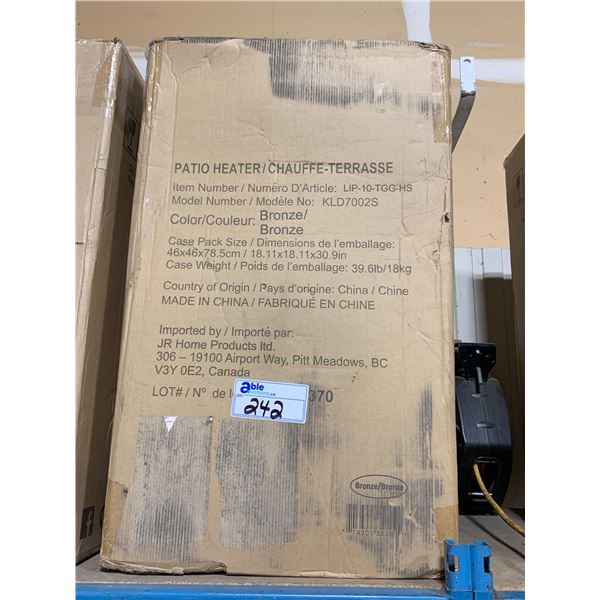 PATIO HEATER/CHAUFFE-TERRASSE
Item Number / Numéro D'Article: LIP-10-TGG-HS
Model Number / Modèle No: KLD7002S
Color/Couleur: Bronze/
Bronze
Case Pack Size / Dimensions de l'emballage:
46x46x78.5cm / 18.11x18.11x30.9in
Case Weight / Poids de l'emballage: 39.6lb/18kg
Country of Origin / Pays d'origine: China / Chine
MADE IN CHINA / FABRIQUÉ EN CHINE
Imported by / Importé par:
JR Home Products ltd.
306 – 19100 Airport Way, Pitt Meadows, BC
V3Y 0E2, Canada
LOT# / N° de 370
able
242
Bronze/Bronze